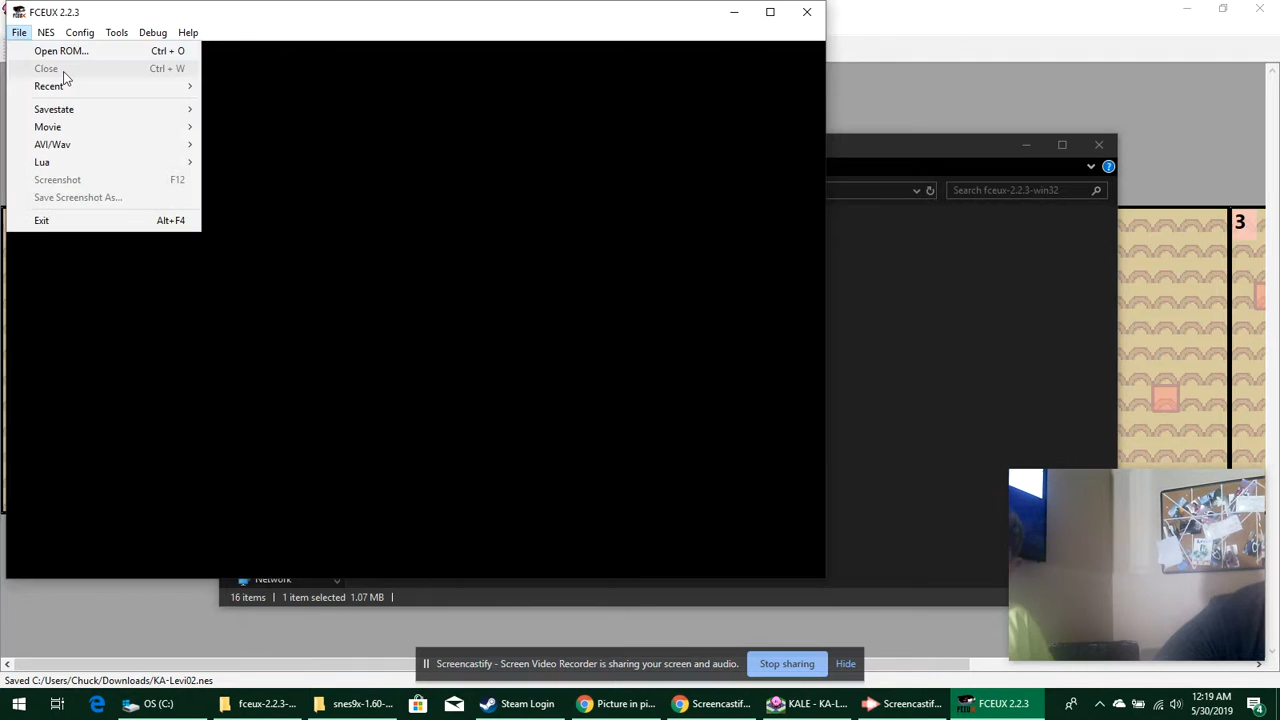 FCEUX 2.2.3
File NES Config Tools Debug Help
Open ROM... Ctrl + O
Close Ctrl + W
Recent
Savestate
Movie
AVI/Wav
Lua
Screenshot F12
Save Screenshot As...
Exit Alt+F4
Search fceux-2.2.3-win32
3
Network
16 items 1 item selected 1.07 MB
Screencastify - Screen Video Recorder is sharing your screen and audio. Stop sharing Hide
Saved C:/Users/Chuck/Downloads/KA-Levi02.nes
OS (C:) fceux-2.2.3-... snes9x-1.60-... Steam Login Picture in pi... Screencastif... KALE - KA-L... Screencastif... FCEUX 2.2.3
12:19 AM
5/30/2019
4